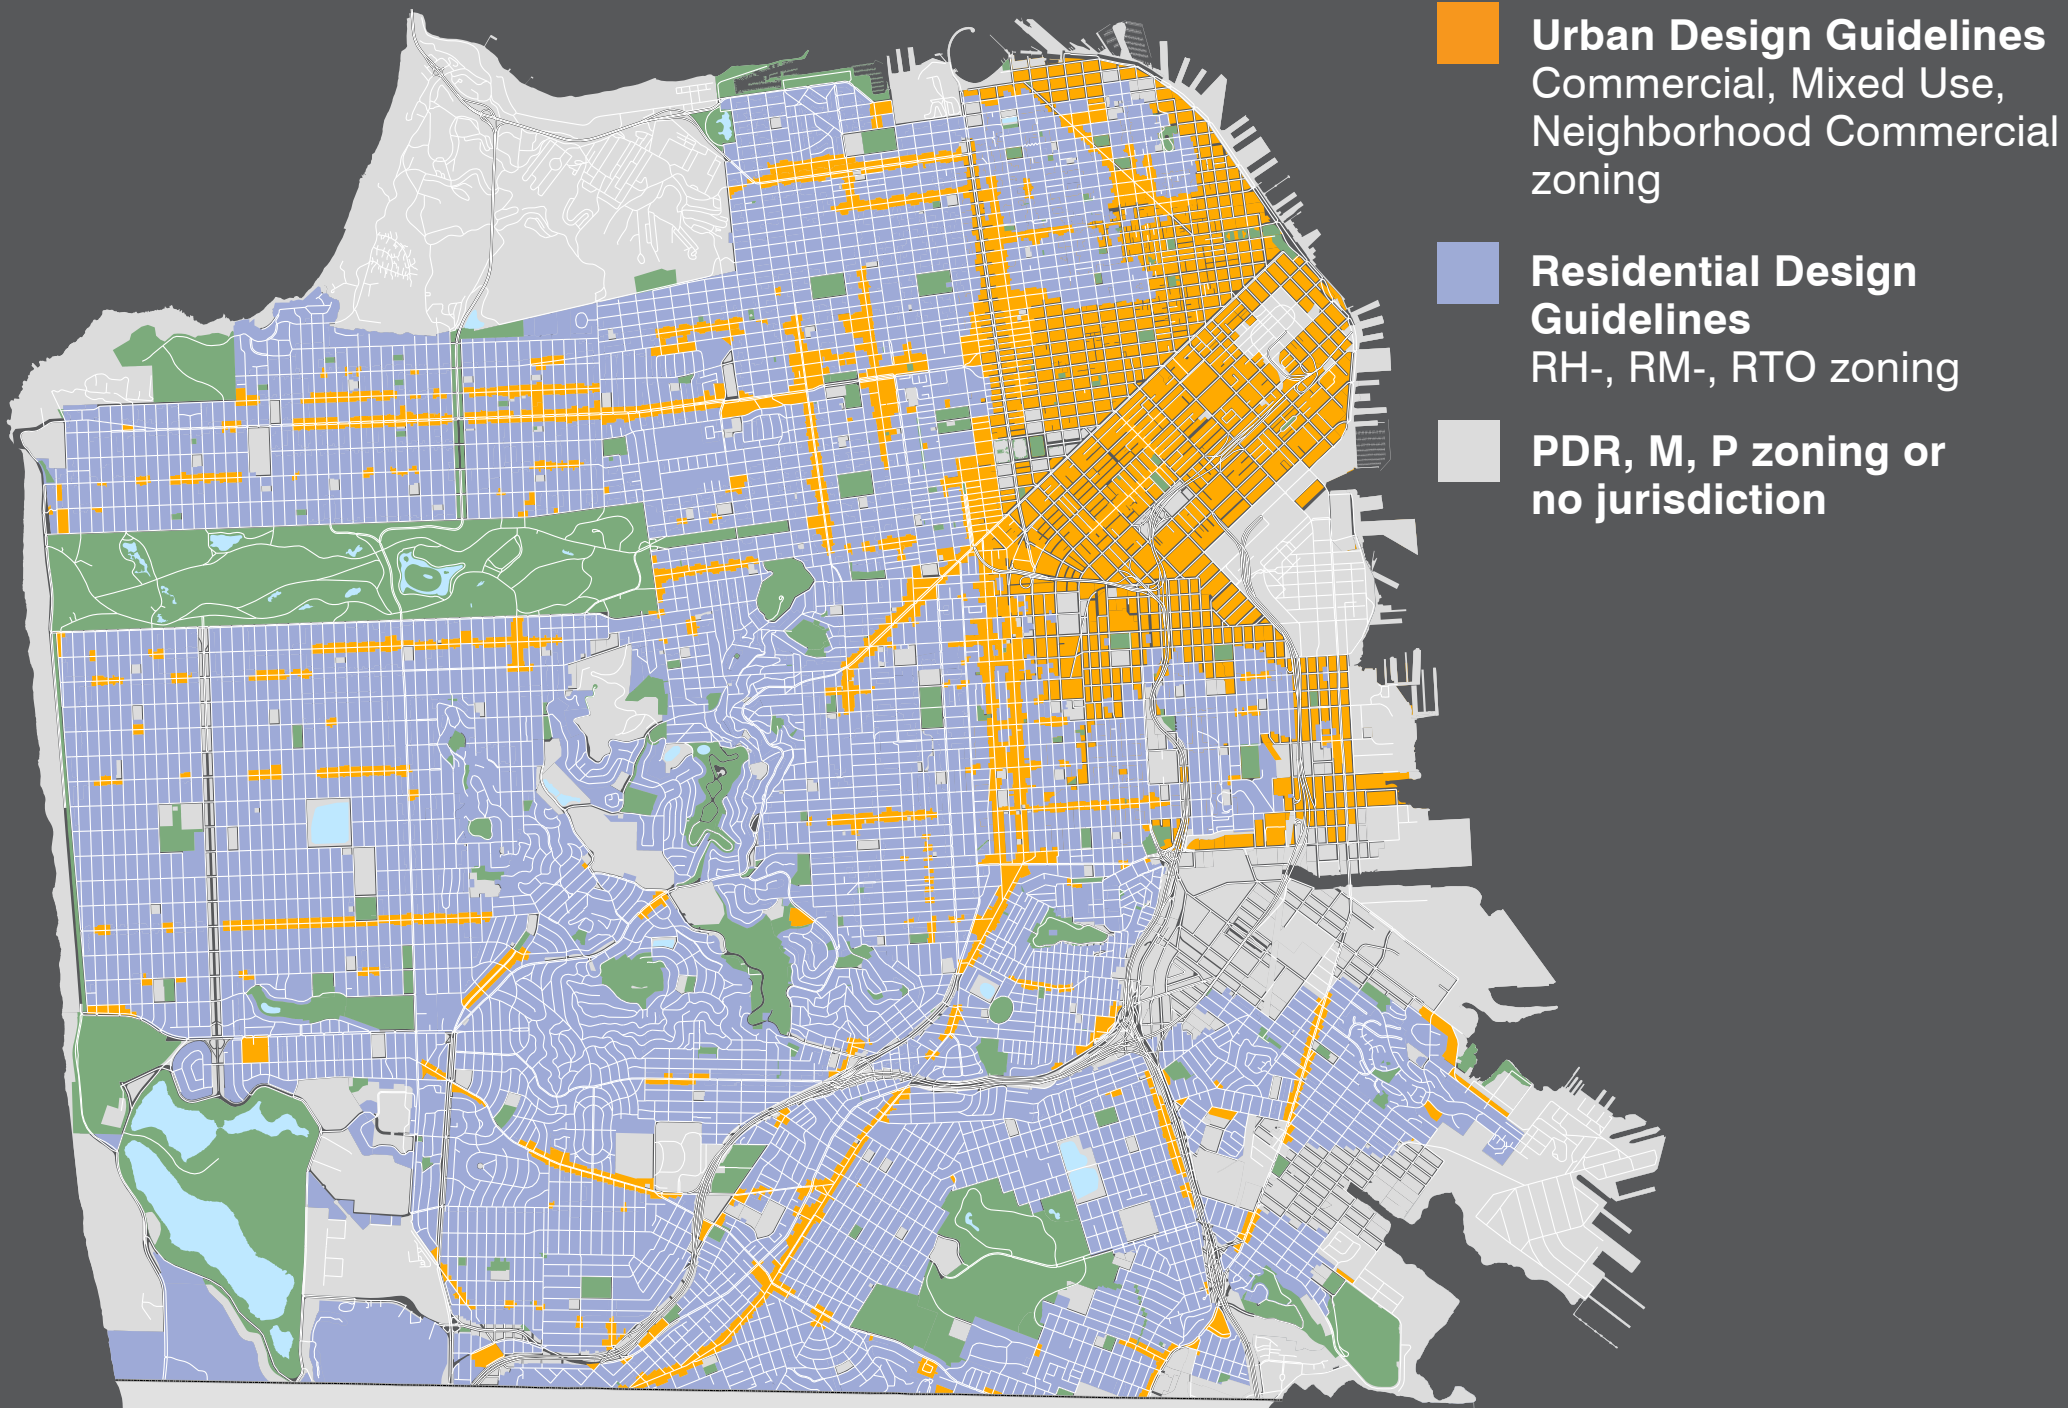 Urban Design Guidelines
Commercial, Mixed Use,
Neighborhood Commercial
zoning
Residential Design
Guidelines
RH-, RM-, RTO zoning
PDR, M, P zoning or
no jurisdiction